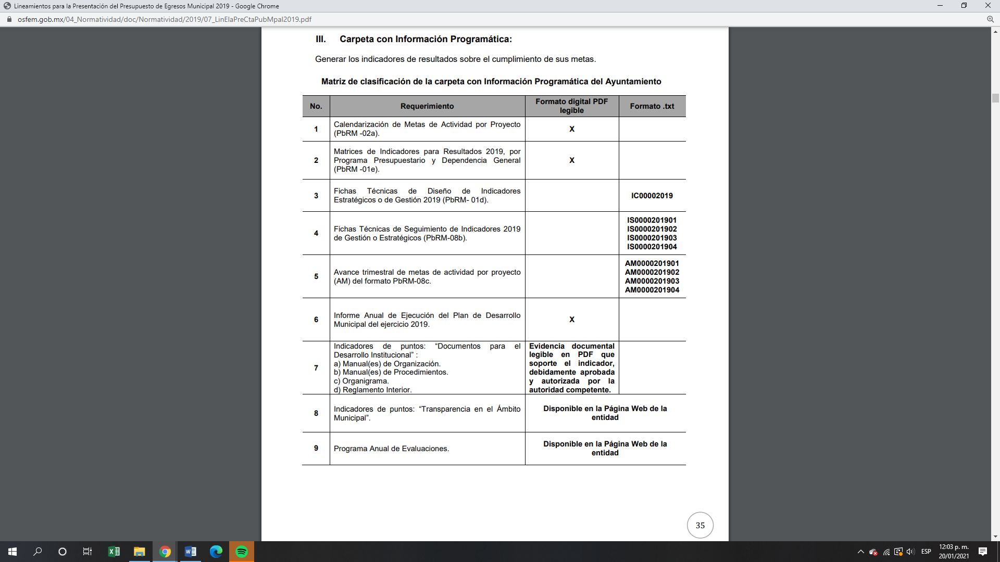 Lineamientos para la Presentación del Presupuesto de Egresos Municipal 2019 - Google Chrome
osfem.gob.mx/04_Normatividad/doc/Normatividad/2019/07_LinElaPreCtaPubMpal2019.pdf
III. Carpeta con Información Programática:
Generar los indicadores de resultados sobre el cumplimiento de sus metas.
Matriz de clasificación de la carpeta con Información Programática del Ayuntamiento
No.
Requerimiento
Formato digital PDF
legible
Formato .txt
1
Calendarización de Metas de Actividad por Proyecto
(PbRM -02a).
X
2
Matrices de Indicadores para Resultados 2019, por
Programa Presupuestario y Dependencia General
(PbRM -01e).
X
3
Fichas Técnicas de Diseño de Indicadores
Estratégicos o de Gestión 2019 (PbRM- 01d).
IC00002019
4
Fichas Técnicas de Seguimiento de Indicadores 2019
de Gestión o Estratégicos (PbRM-08b).
IS0000201901
IS0000201902
IS0000201903
IS0000201904
5
Avance trimestral de metas de actividad por proyecto
(AM) del formato PbRM-08c.
AM0000201901
AM0000201902
AM0000201903
AM0000201904
6
Informe Anual de Ejecución del Plan de Desarrollo
Municipal del ejercicio 2019.
X
7
Indicadores de puntos: “Documentos para el
Desarrollo Institucional” :
a) Manual(es) de Organización.
b) Manual(es) de Procedimientos.
c) Organigrama.
d) Reglamento Interior.
Evidencia documental
legible en PDF que
soporte el indicador,
debidamente aprobada
y autorizada por la
autoridad competente.
8
Indicadores de puntos: “Transparencia en el Ámbito
Municipal”.
Disponible en la Página Web de la
entidad
9
Programa Anual de Evaluaciones.
Disponible en la Página Web de la
entidad
35
ESP
12:03 p. m.
20/01/2021